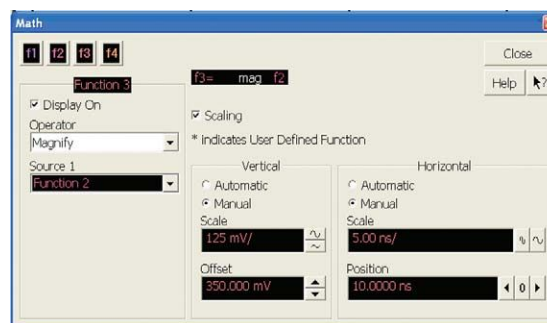 Math
f1 f2 f3 f4
Close
Function 3
f3= mag f2
Help
?
Display On
Scaling
Operator
Magnify
* indicates User Defined Function
Source 1
Function 2
Vertical
Horizontal
Automatic
Automatic
Manual
Manual
Scale
Scale
125 mV/
5.00 ns/
Offset
Position
350.000 mV
10.0000 ns
0